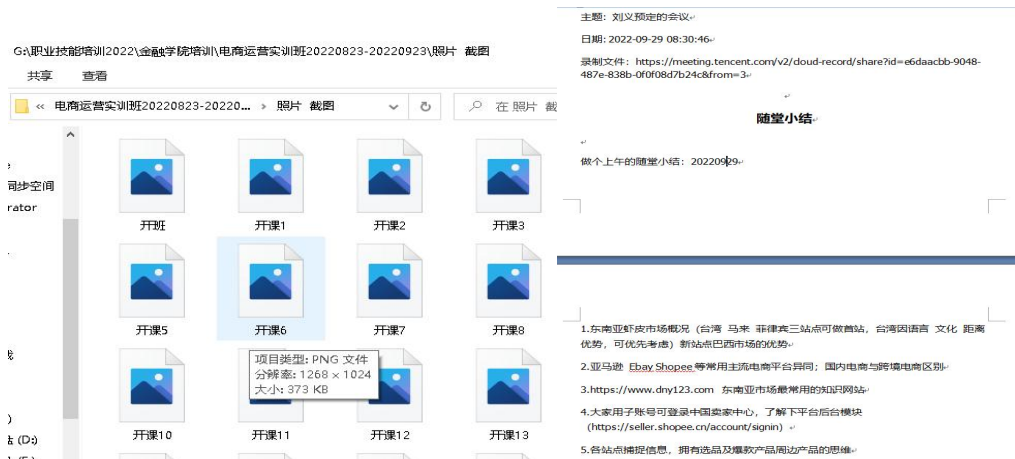 G:\职业技能培训2022\金融学院培训\电商运营实训班20220823-20220923\照片 截图
共享 查看
« 电商运营实训班20220823-20220... › 照片 截图
在 照片 截
同步空间
rator
开班 开课1 开课2 开课3
开课5 开课6 开课7 开课8
项目类型: PNG 文件
分辨率: 1268 × 1024
大小: 373 KB
开课10 开课11 开课12 开课13
(D:)
主题：刘义预定的会议
日期: 2022-09-29 08:30:46
录制文件：https://meeting.tencent.com/v2/cloud-record/share?id=e6daacbb-9048-
487e-838b-0f0f08d7b24c&from=3
随堂小结
做个上午的随堂小结：20220929
1.东南亚虾皮市场概况（台湾 马来 菲律宾三站点可做首站，台湾因语言 文化 距离
优势，可优先考虑）新站点巴西市场的优势
2.亚马逊 Ebay Shopee 等常用主流电商平台异同；国内电商与跨境电商区别
3.https://www.dny123.com 东南亚市场最常用的知识网站
4.大家用子账号可登录中国卖家中心，了解下平台后台模块
（https://seller.shopee.cn/account/signin）
5.各站点捕捉信息，拥有选品及爆款产品周边产品的思维